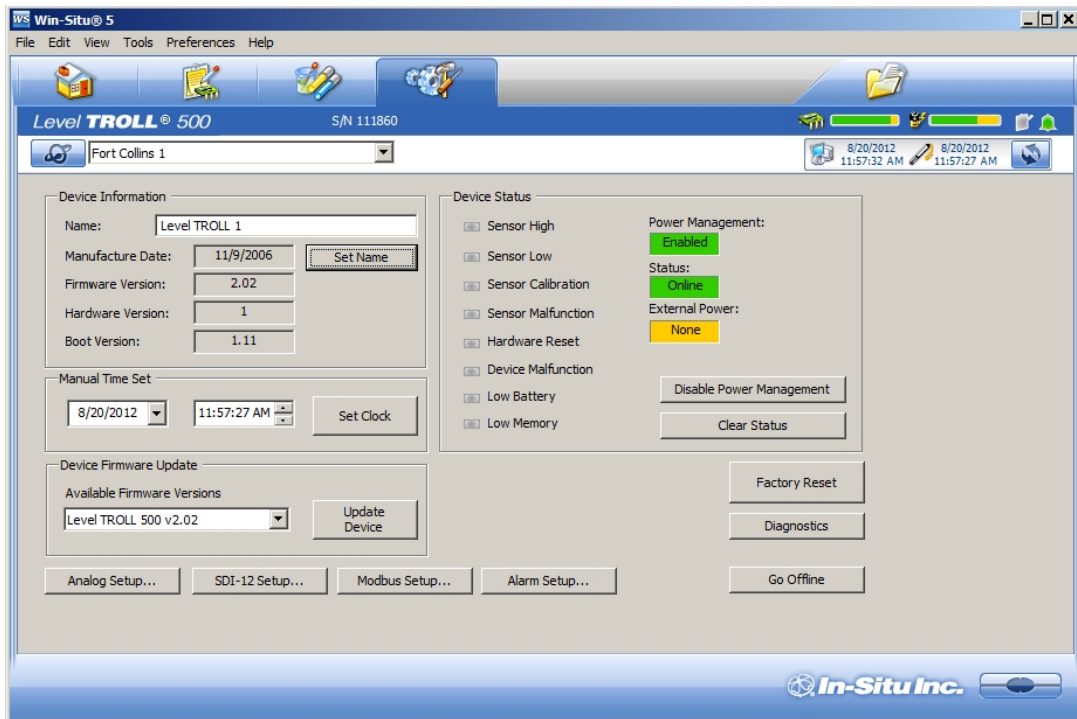 WS Win-Situ® 5
File Edit View Tools Preferences Help
Level TROLL® 500 S/N 111860
Fort Collins 1
8/20/2012 8/20/2012
11:57:32 AM 11:57:27 AM
Device Information
Name: Level TROLL 1
Manufacture Date: 11/9/2006 Set Name
Firmware Version: 2.02
Hardware Version: 1
Boot Version: 1.11
Manual Time Set
8/20/2012 11:57:27 AM Set Clock
Device Firmware Update
Available Firmware Versions
Level TROLL 500 v2.02
Update
Device
Device Status
Sensor High
Sensor Low
Sensor Calibration
Sensor Malfunction
Hardware Reset
Device Malfunction
Low Battery
Low Memory
Power Management:
Enabled
Status:
Online
External Power:
None
Disable Power Management
Clear Status
Factory Reset
Diagnostics
Analog Setup... SDI-12 Setup... Modbus Setup... Alarm Setup... Go Offline
In-Situ Inc.